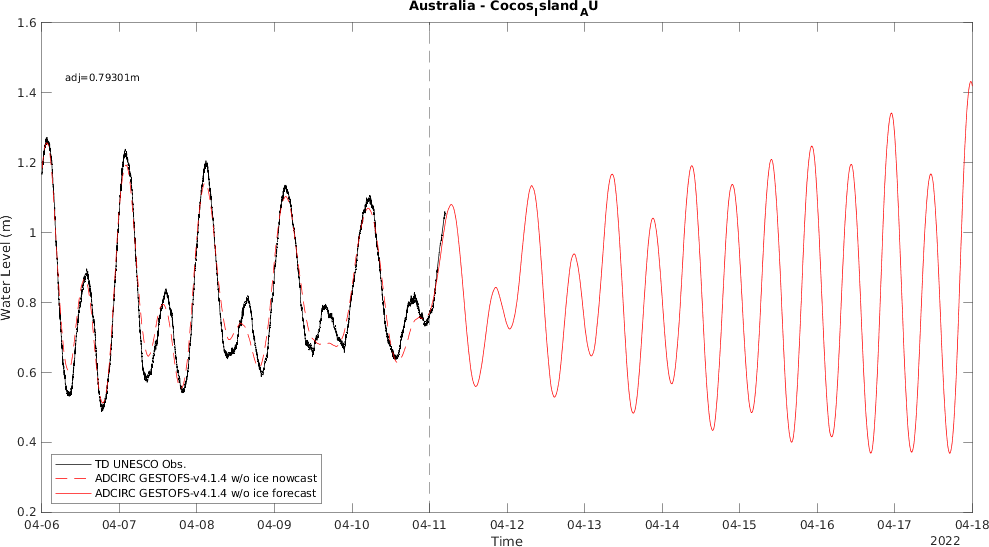 Australia - Cocos_Island_AU
1.6
adj=0.79301m
1.4
1.2
1
0.8
0.6
0.4
0.2
Water Level (m)
TD UNESCO Obs.
ADCIRC GESTOFS-v4.1.4 w/o ice nowcast
ADCIRC GESTOFS-v4.1.4 w/o ice forecast
04-06 04-07 04-08 04-09 04-10 04-11 04-12 04-13 04-14 04-15 04-16 04-17 04-18
Time
2022